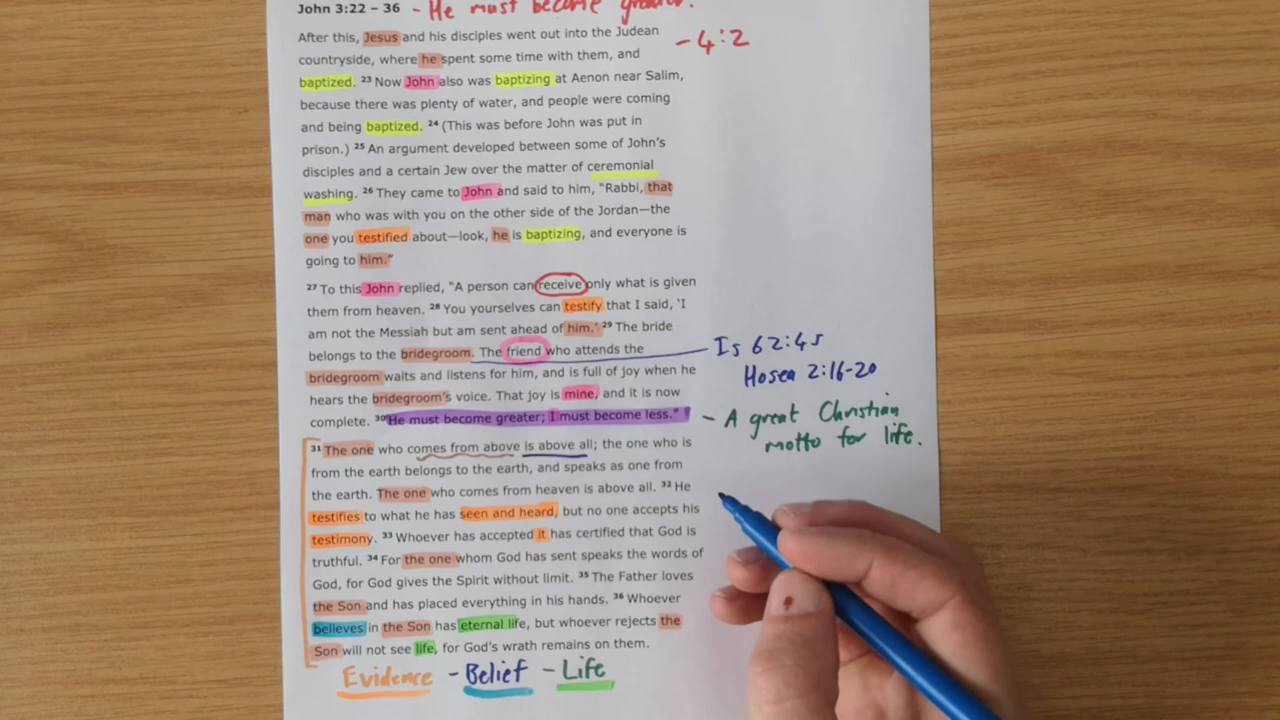 John 3:22 – 36 - He must become greater.
After this, Jesus and his disciples went out into the Judean
countryside, where he spent some time with them, and
baptized. 23 Now John also was baptizing at Aenon near Salim,
because there was plenty of water, and people were coming
and being baptized. 24 (This was before John was put in
prison.) 25 An argument developed between some of John's
disciples and a certain Jew over the matter of ceremonial
washing. 26 They came to John and said to him, "Rabbi, that
man who was with you on the other side of the Jordan—the
one you testified about—look, he is baptizing, and everyone is
going to him."
- 4:2
27 To this John replied, "A person can receive only what is given
them from heaven. 28 You yourselves can testify that I said, 'I
am not the Messiah but am sent ahead of him.' 29 The bride
belongs to the bridegroom. The friend who attends the
bridegroom waits and listens for him, and is full of joy when he
hears the bridegroom's voice. That joy is mine, and it is now
complete. 30 He must become greater; I must become less."
Is 62:4-5
Hosea 2:16-20
- A great Christian
motto for life.
31 The one who comes from above is above all; the one who is
from the earth belongs to the earth, and speaks as one from
the earth. The one who comes from heaven is above all. 32 He
testifies to what he has seen and heard, but no one accepts his
testimony. 33 Whoever has accepted it has certified that God is
truthful. 34 For the one whom God has sent speaks the words of
God, for God gives the Spirit without limit. 35 The Father loves
the Son and has placed everything in his hands. 36 Whoever
believes in the Son has eternal life, but whoever rejects the
Son will not see life, for God's wrath remains on them.
Evidence - Belief - Life